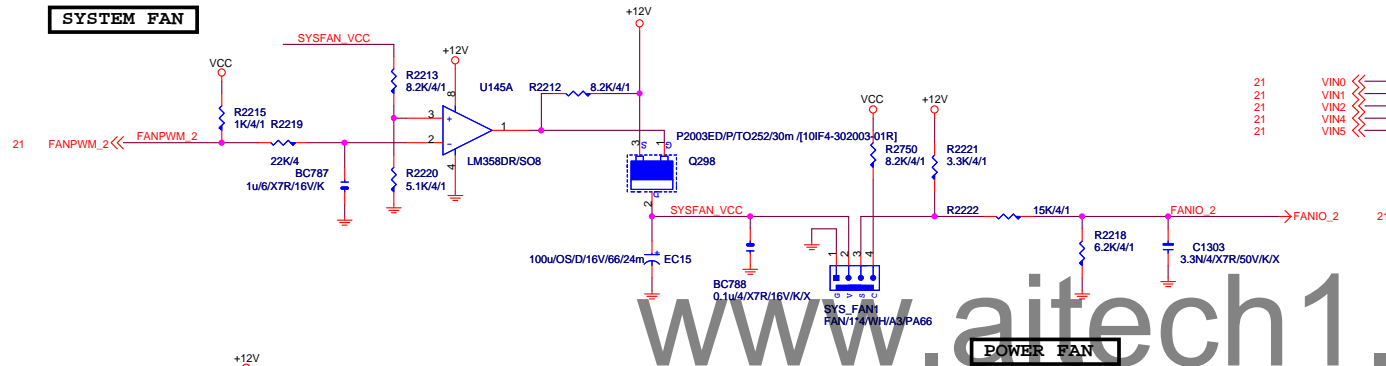 SYSTEM FAN
+12V
SYSFAN_VCC
+12V
VCC
R2213
8.2K/4/1
U145A
R2212
8.2K/4/1
8
R2215
1K/4/1
R2219
3
+
1
VCC
+12V
21 VIN0
21 VIN1
21 VIN2
21 VIN4
21 VIN5
21 FANPWM_2
FANPWM_2
2
-
P2003ED/P/TO252/30m /[10IF4-302003-01R]
3 S 1 G
Q298
R2750
8.2K/4/1
R2221
3.3K/4/1
22K/4
4
LM358DR/SO8
BC787
1u/6/X7R/16V/K
R2220
5.1K/4/1
D
2
SYSFAN_VCC
R2222
15K/4/1
FANIO_2
FANIO_2
21
R2218
6.2K/4/1
C1303
3.3N/4/X7R/50V/K/X
100u/OS/D/16V/66/24m
+
EC15
1 2 3 4
G V S C
BC788
0.1u/4/X7R/16V/K/X
SYS_FAN1
FAN/1*4/WH/A3/PA66
www.aitech1.
POWER FAN
+12V